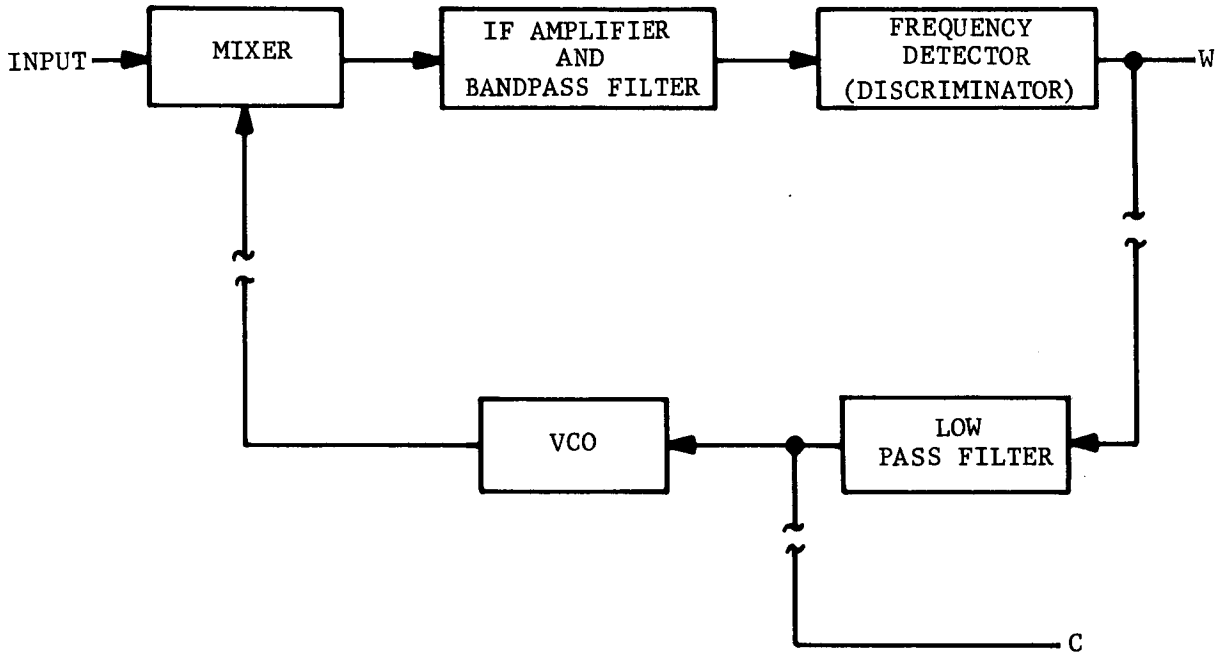 INPUT
MIXER
IF AMPLIFIER
AND
BANDPASS FILTER
FREQUENCY
DETECTOR
(DISCRIMINATOR)
W
VCO
LOW
PASS FILTER
C